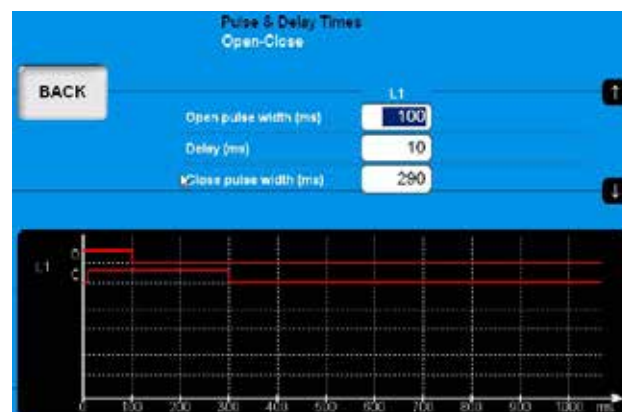 Pulse & Delay Times
Open-Close
BACK
L1
Open pulse width (ms) 100
Delay (ms) 10
Close pulse width (ms) 290
L1 O
C
0 100 200 300 400 500 600 700 800 900 1000 ms